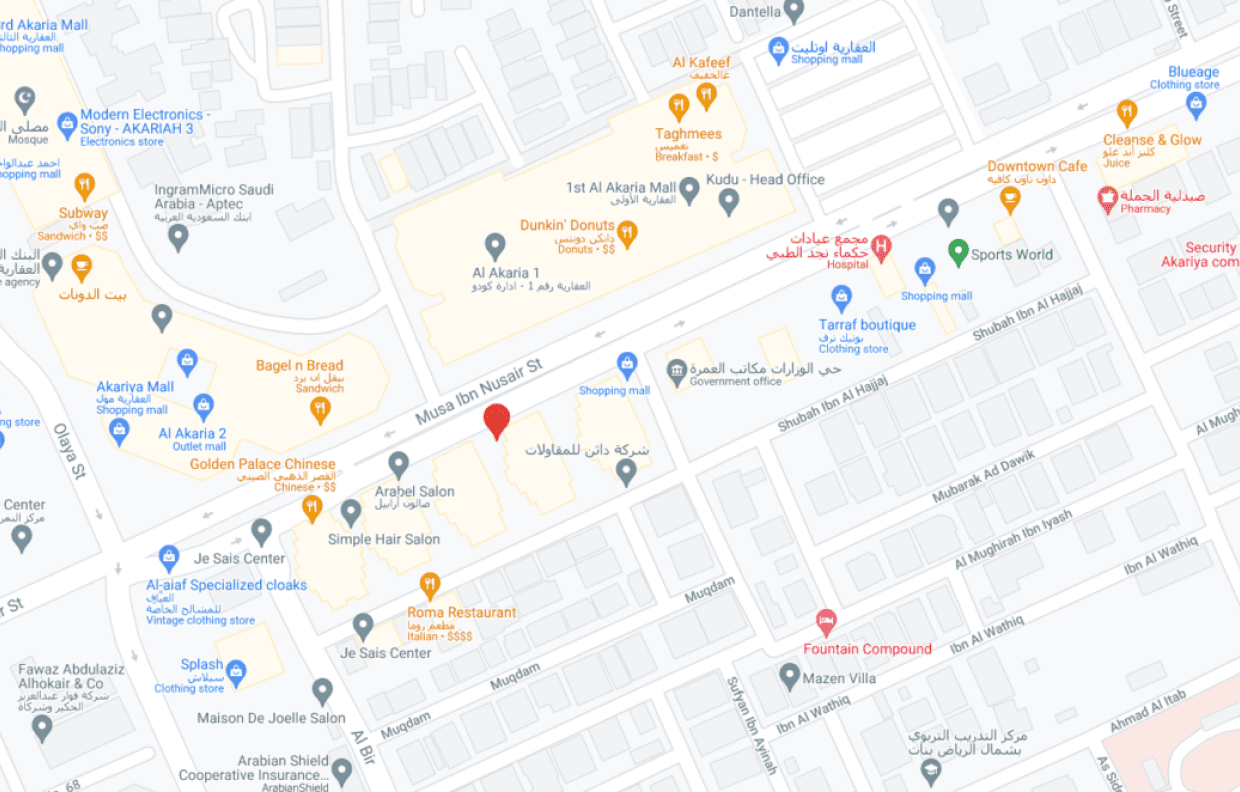 Dantella
Street
rd Akaria Mall
العقارية الثالثة
Shopping mall
العقارية اوتليت
Shopping mall
Al Kafeef
عالخفيف
Blueage
Clothing store
Modern Electronics -
Sony - AKARIAH 3
Electronics store
مصلى
Mosque
Taghmees
تغميس
Breakfast • $
Cleanse & Glow
كلنز آند غلو
Juice
احمد
hopping mall
Downtown Cafe
داون تاون كافيه
IngramMicro Saudi
Arabia - Aptec
ابتك السعودية العربية
1st Al Akaria Mall
العقارية الأولى
Kudu - Head Office
صيدلية الجملة
Pharmacy
Subway
صب واي
Sandwich • $$
Dunkin' Donuts
دانكن دونتس
Donuts • $$
مجمع عيادات
حكماء نجد الطبي
Hospital
Sports World
Security
Akariya com
البنك
العقارية
e agency
بيت الدونات
Al Akaria 1
العقارية رقم 1 - ادارة كودو
Shopping mall
Shubah Ibn Al Hajjaj
Tarraf boutique
بوتيك ترف
Clothing store
Bagel n Bread
بيقل آن برد
Sandwich
Musa Ibn Nusair St
Shopping mall
حي الوزارات مكاتب العمرة
Government office
Akariya Mall
العقارية مول
Shopping mall
Al Akaria 2
Outlet mall
ng store
Olaya St
Shubah Ibn Al Hajjaj
Al Mugh
شركة دائن للمقاولات
Golden Palace Chinese
القصر الذهبي الصيني
Chinese • $$
Arabel Salon
صالون آرابيل
Mubarak Ad Dawik
Center
مركز
Simple Hair Salon
Al Mughirah Ibn Iyash
Je Sais Center
Ibn Al Wathiq
Al-aiaf Specialized cloaks
العيّاف
للمشالح الخاصة
Vintage clothing store
r St
Roma Restaurant
مطعم روما
Italian • $$$$
Muqdam
Je Sais Center
Fountain Compound
Ibn Al Wathiq
Fawaz Abdulaziz
Alhokair & Co
شركة فواز عبدالعزيز
الحكير وشركاة
Splash
سبلاش
Clothing store
Muqdam
Mazen Villa
Maison De Joelle Salon
Muqdam
Sufyan Ibn Ayinah
Ibn Al Wathiq
Ahmad Al Itab
Al Bir
مركز التدريب التربوي
بشمال الرياض بنات
Arabian Shield
Cooperative Insurance...
ArabianShield
As Side
68